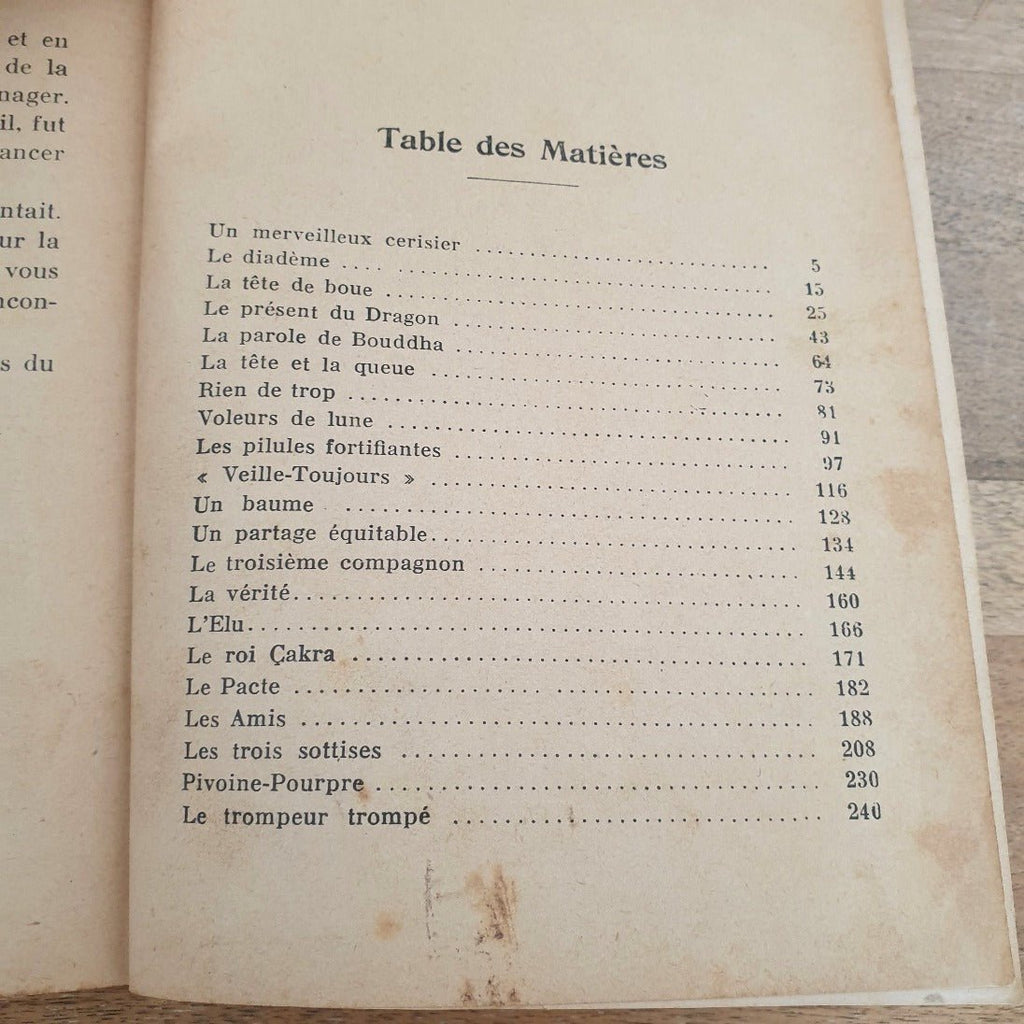 et en
de la
nager.
il, fut
ancer
ntait.
ur la
vous
ncon-
s du
Table des Matières
Un merveilleux cerisier .............................. 5
Le diadème .... .............................. 15
La tête de boue .............................. 25
Le présent du Dragon .............................. 43
La parole de Bouddha .............................. 64
La tête et la queue .............................. 73
Rien de trop .............................. 81
Voleurs de lune .............................. 91
Les pilules fortifiantes .............................. 97
« Veille-Toujours » .............................. 116
Un baume .............................. 128
Un partage équitable .............................. 134
Le troisième compagnon .............................. 144
La vérité .............................. 160
L'Elu .............................. 166
Le roi Çakra .............................. 171
Le Pacte .............................. 182
Les Amis .............................. 188
Les trois sottises .............................. 208
Pivoine-Pourpre .............................. 230
Le trompeur trompé .............................. 240